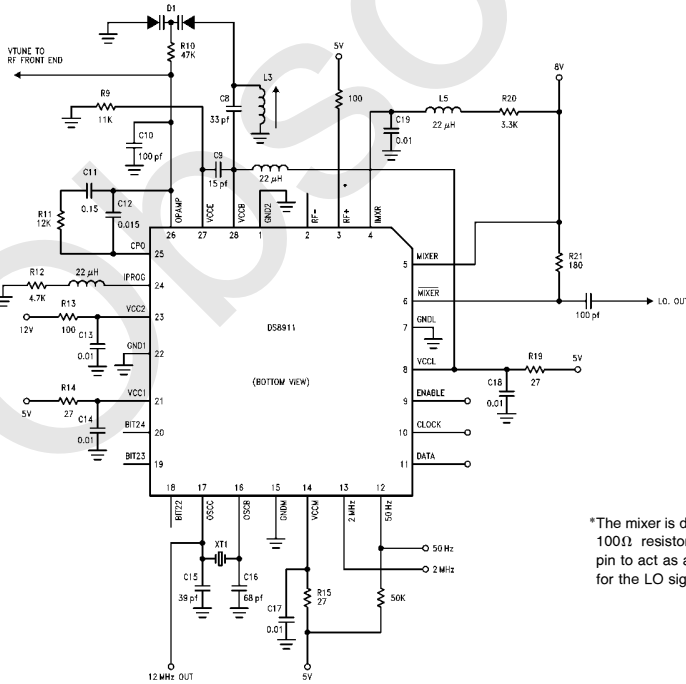 D1
VTUNE TO
RF FRONT END
R10
47K
5V
8V
R9
11K
C8
33 pf
L3
100
C19
0.01
L5
22 μH
R20
3.3K
C10
100 pf
C9
15 pf
22 μH
*
C11
0.15
C12
0.015
R11
12K
OPAMP
VCCE
VCCB
GND2
RF-
RF+
IMXR
26
27
28
1
2
3
4
CPO
25
5
MIXER
R21
180
R12
4.7K
22 μH
IPROG
24
6
MIXER
100 pf
LO. OUT
12V
R13
100
VCC2
23
C13
0.01
7
GNDL
DS8911
GND1
22
(BOTTOM VIEW)
8
VCCL
R19
27
5V
C18
0.01
5V
R14
27
VCC1
21
9
ENABLE
C14
0.01
BIT24
20
10
CLOCK
BIT23
19
11
DATA
18
17
16
15
14
13
12
BIT22
OSCC
OSCB
GNDM
VCCM
2 MHz
50 Hz
XT1
C15
39 pf
C16
68 pf
50 Hz
2 MHz
C17
0.01
R15
27
50K
12 MHz OUT
5V
*The mixer is d
100Ω resistor
pin to act as a
for the LO sign
Obso